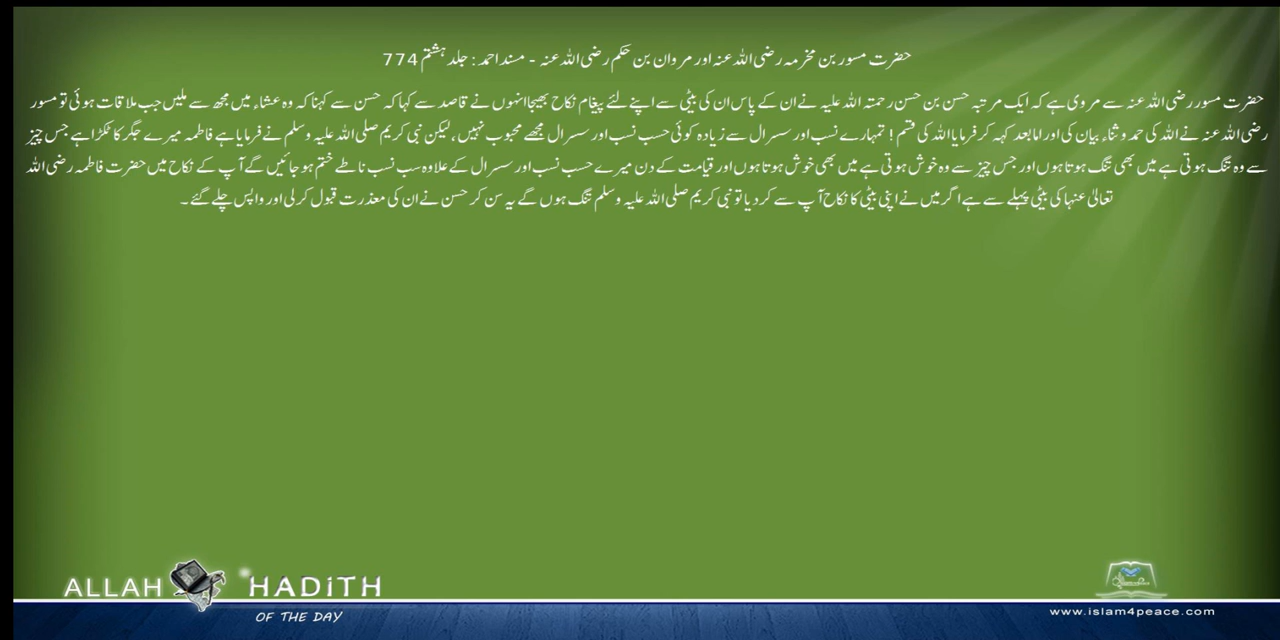 حضرت مسور بن مخرمہ رضی اللہ عنہ اور مروان بن حکم رضی اللہ عنہ - مسند احمد : جلد ہشتم 774
حضرت مسور رضی اللہ عنہ سے مروی ہے کہ ایک مرتبہ حسن بن حسن رحمتہ اللہ علیہ نے ان کے پاس ان کی بیٹی سے اپنے لئے پیغام نکاح بھیجا انہوں نے قاصد سے کہا کہ حسن سے کہنا کہ وہ عشاء میں مجھ سے ملیں جب ملاقات ہوئی تو مسور
رضی اللہ عنہ نے اللہ کی حمد و ثناء بیان کی اور اما بعد کہہ کر فرمایا اللہ کی قسم ! تمہارے نسب اور سسرال سے زیادہ کوئی حسب نسب اور سسرال مجھے محبوب نہیں ، لیکن نبی کریم صلی اللہ علیہ وسلم نے فرمایا ہے فاطمہ میرے جگر کا ٹکڑا ہے جس چیز
سے وہ تنگ ہوتی ہے میں بھی تنگ ہوتا ہوں اور جس چیز سے وہ خوش ہوتی ہے میں بھی خوش ہوتا ہوں اور قیامت کے دن میرے حسب نسب اور سسرال کے علاوہ سب نسب ناطے ختم ہو جائیں گے آپ کے نکاح میں حضرت فاطمہ رضی اللہ
تعالیٰ عنہا کی بیٹی پہلے سے ہے اگر میں نے اپنی بیٹی کا نکاح آپ سے کر دیا تو نبی کریم صلی اللہ علیہ وسلم تنگ ہوں گے یہ سن کر حسن نے ان کی معذرت قبول کر لی اور واپس چلے گئے ۔
ALLAH HADITH
OF THE DAY
www.islam4peace.com